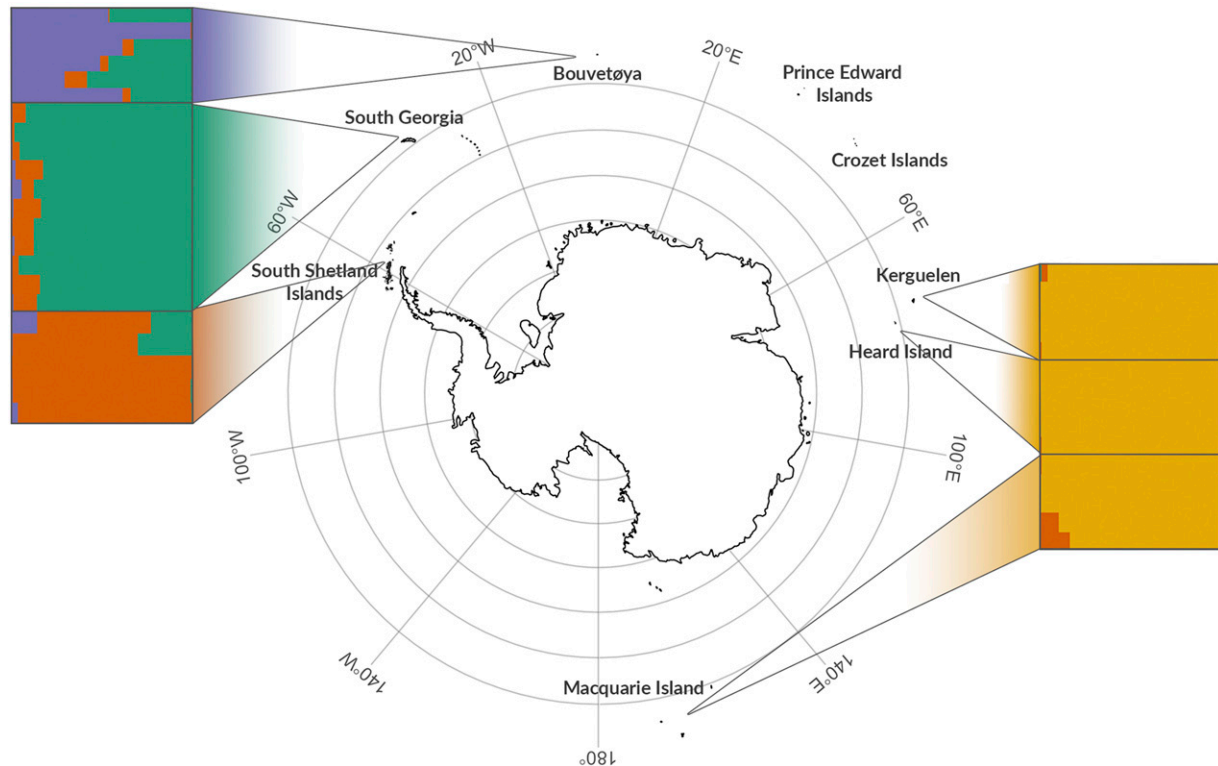 20°W
20°E
Bouvetøya
Prince Edward
Islands
South Georgia
Crozet Islands
60°W
60°E
South Shetland
Islands
Kerguelen
Heard Island
100°W
100°E
140°W
140°E
Macquarie Island
180°